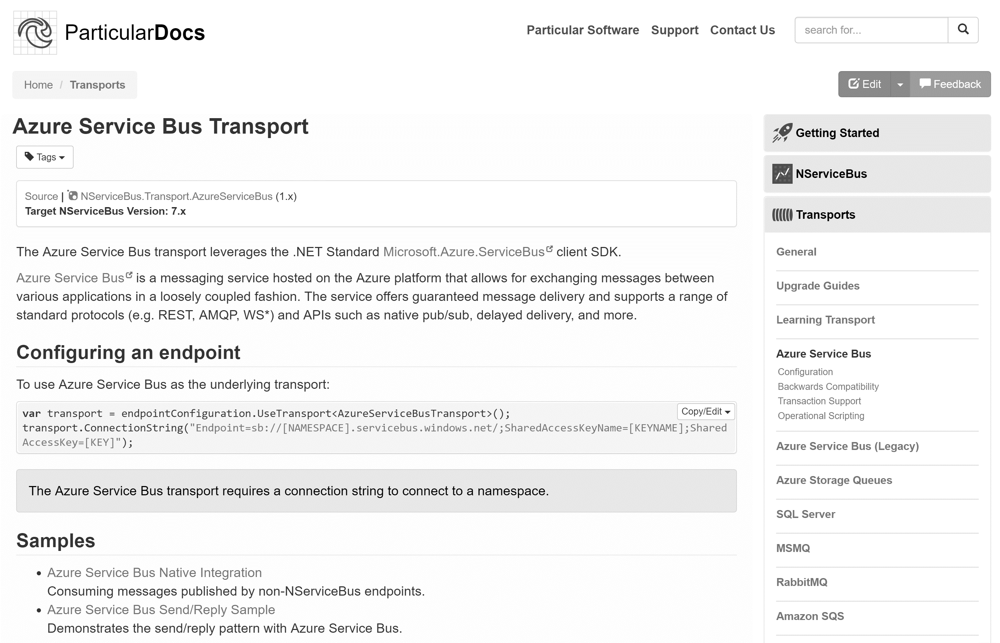 ParticularDocs
Particular Software Support Contact Us search for...
Home / Transports
Edit Feedback
Azure Service Bus Transport
Tags
Source | NServiceBus.Transport.AzureServiceBus (1.x)
Target NServiceBus Version: 7.x
The Azure Service Bus transport leverages the .NET Standard Microsoft.Azure.ServiceBus client SDK.
Azure Service Bus is a messaging service hosted on the Azure platform that allows for exchanging messages between
various applications in a loosely coupled fashion. The service offers guaranteed message delivery and supports a range of
standard protocols (e.g. REST, AMQP, WS*) and APIs such as native pub/sub, delayed delivery, and more.
Configuring an endpoint
To use Azure Service Bus as the underlying transport:
Copy/Edit
var transport = endpointConfiguration.UseTransport<AzureServiceBusTransport>();
transport.ConnectionString("Endpoint=sb://[NAMESPACE].servicebus.windows.net/;SharedAccessKeyName=[KEYNAME];Shared
AccessKey=[KEY]");
The Azure Service Bus transport requires a connection string to connect to a namespace.
Samples
• Azure Service Bus Native Integration
Consuming messages published by non-NServiceBus endpoints.
• Azure Service Bus Send/Reply Sample
Demonstrates the send/reply pattern with Azure Service Bus.
Getting Started
NServiceBus
Transports
General
Upgrade Guides
Learning Transport
Azure Service Bus
Configuration
Backwards Compatibility
Transaction Support
Operational Scripting
Azure Service Bus (Legacy)
Azure Storage Queues
SQL Server
MSMQ
RabbitMQ
Amazon SQS